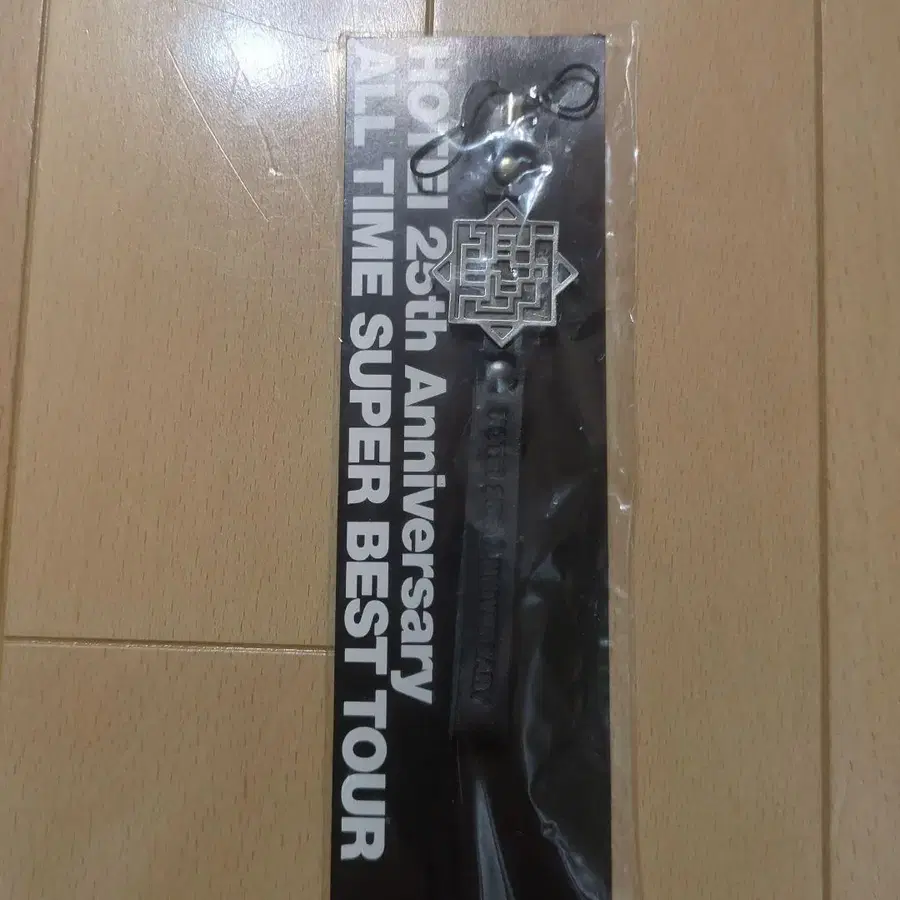 HOTEI 25th Anniversary
ALL TIME SUPER BEST TOUR